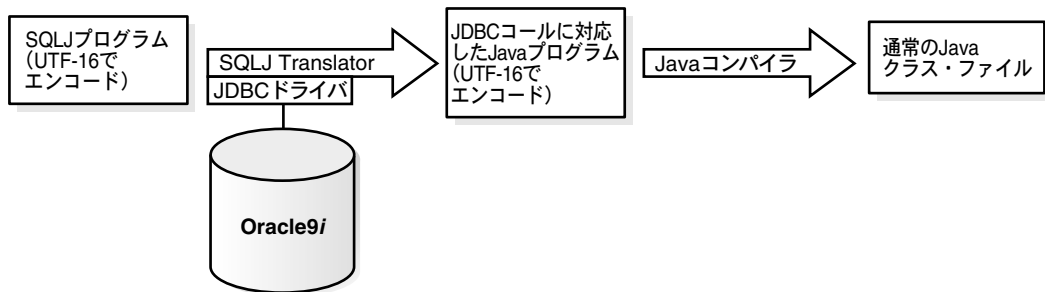 SQLJプログラム
（UTF-16で
エンコード）
SQLJ Translator
JDBCドライバ
Oracle9i
JDBCコールに対応
したJavaプログラム
（UTF-16で
エンコード）
Javaコンパイラ
通常のJava
クラス・ファイル